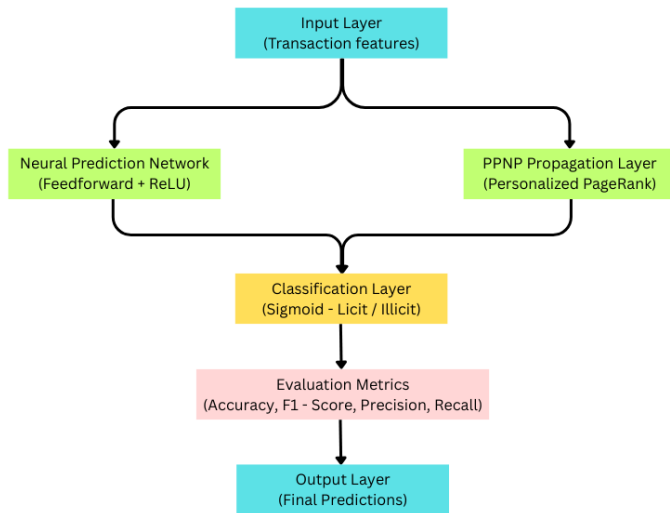 Input Layer
(Transaction features)
Neural Prediction Network
(Feedforward + ReLU)
PPNP Propagation Layer
(Personalized PageRank)
Classification Layer
(Sigmoid - Licit / Illicit)
Evaluation Metrics
(Accuracy, F1 - Score, Precision, Recall)
Output Layer
(Final Predictions)